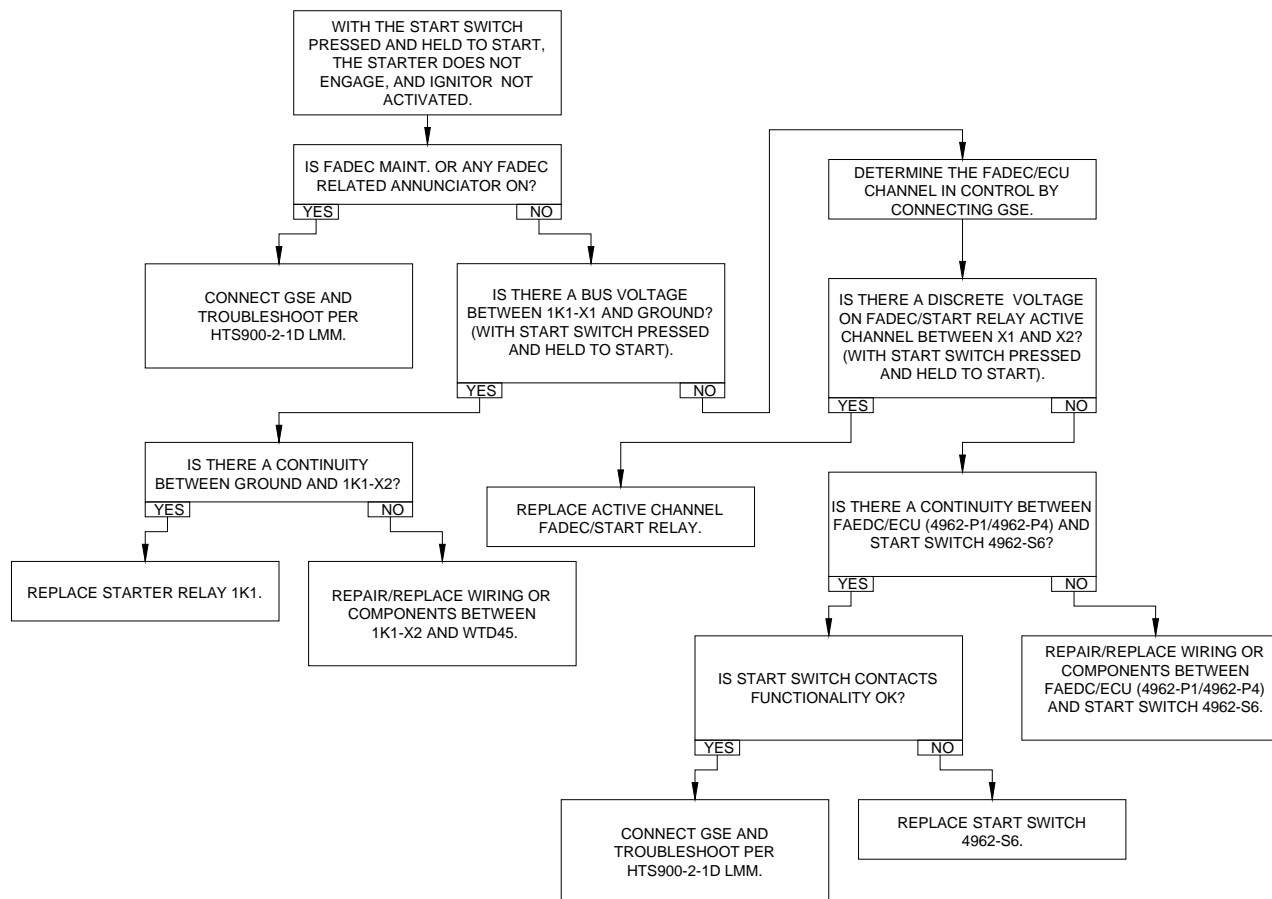 WITH THE START SWITCH
PRESSED AND HELD TO START,
THE STARTER DOES NOT
ENGAGE, AND IGNITOR NOT
ACTIVATED.
IS FADEC MAINT. OR ANY FADEC
RELATED ANNUNCIATOR ON?
YES
NO
CONNECT GSE AND
TROUBLESHOOT PER
HTS900-2-1D LMM.
IS THERE A BUS VOLTAGE
BETWEEN 1K1-X1 AND GROUND?
(WITH START SWITCH PRESSED
AND HELD TO START).
YES
NO
IS THERE A CONTINUITY
BETWEEN GROUND AND 1K1-X2?
YES
NO
REPLACE STARTER RELAY 1K1.
REPAIR/REPLACE WIRING OR
COMPONENTS BETWEEN
1K1-X2 AND WTD45.
DETERMINE THE FADEC/ECU
CHANNEL IN CONTROL BY
CONNECTING GSE.
IS THERE A DISCRETE VOLTAGE
ON FADEC/START RELAY ACTIVE
CHANNEL BETWEEN X1 AND X2?
(WITH START SWITCH PRESSED
AND HELD TO START).
YES
NO
REPLACE ACTIVE CHANNEL
FADEC/START RELAY.
IS THERE A CONTINUITY BETWEEN
FAEDC/ECU (4962-P1/4962-P4) AND
START SWITCH 4962-S6?
YES
NO
IS START SWITCH CONTACTS
FUNCTIONALITY OK?
YES
NO
REPAIR/REPLACE WIRING OR
COMPONENTS BETWEEN
FAEDC/ECU (4962-P1/4962-P4)
AND START SWITCH 4962-S6.
CONNECT GSE AND
TROUBLESHOOT PER
HTS900-2-1D LMM.
REPLACE START SWITCH
4962-S6.